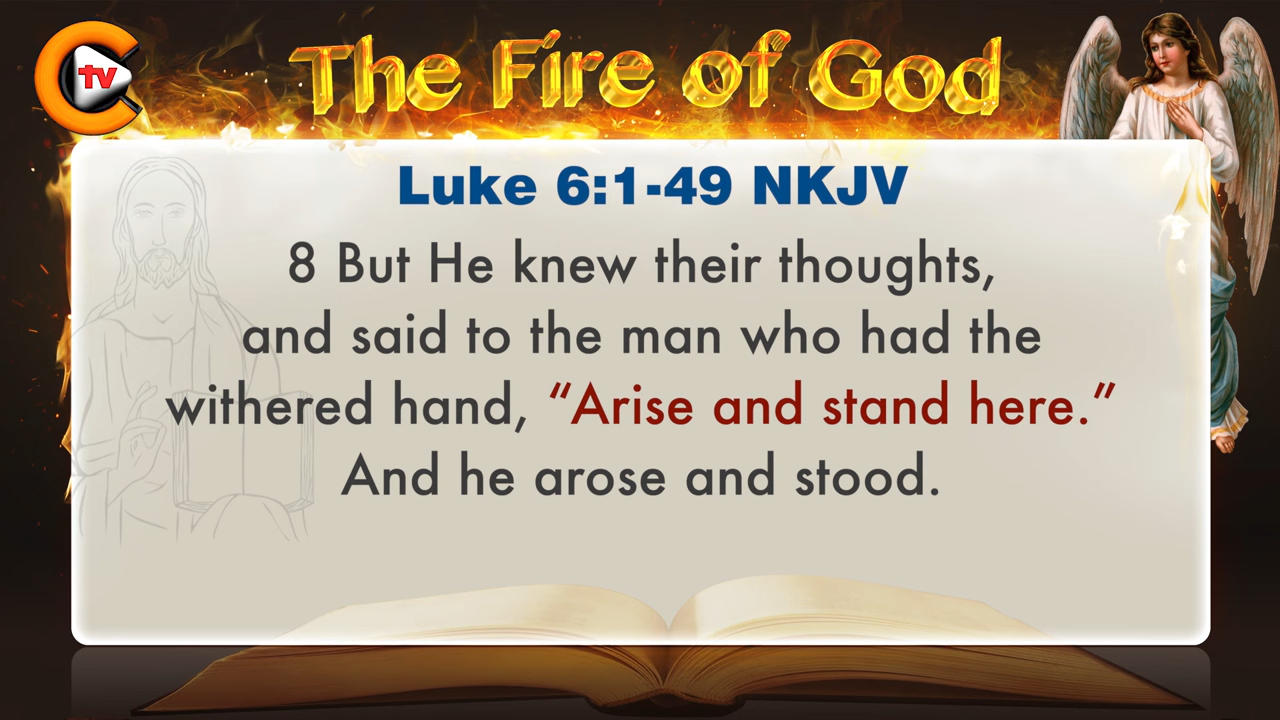 tv
The Fire of God
Luke 6:1-49 NKJV
8 But He knew their thoughts,
and said to the man who had the
withered hand, “Arise and stand here.”
And he arose and stood.